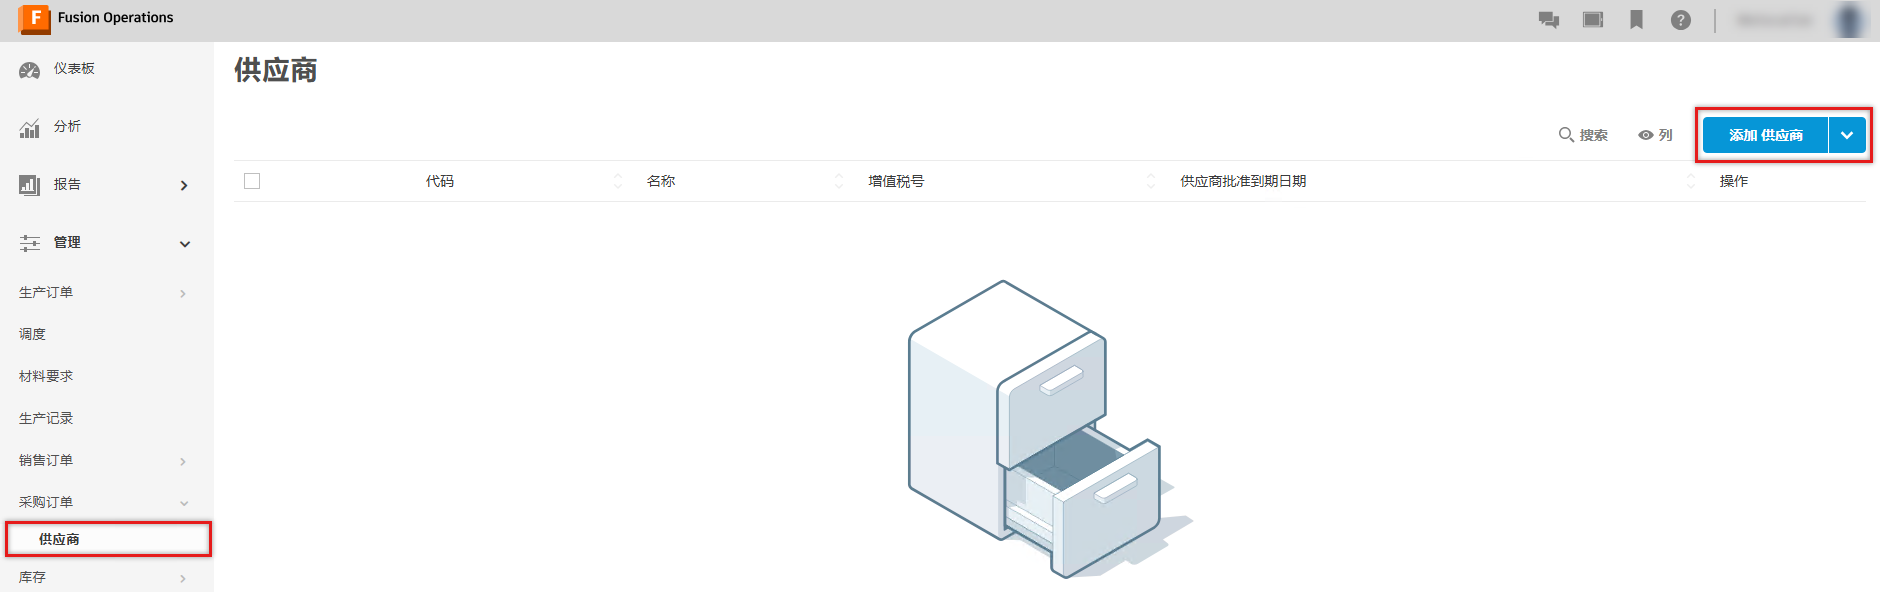 F Fusion Operations
?
仪表板
分析
报告
管理
生产订单
调度
材料要求
生产记录
销售订单
采购订单
供应商
库存
供应商
搜索 列 添加 供应商
代码 名称 增值税号 供应商批准到期日期 操作